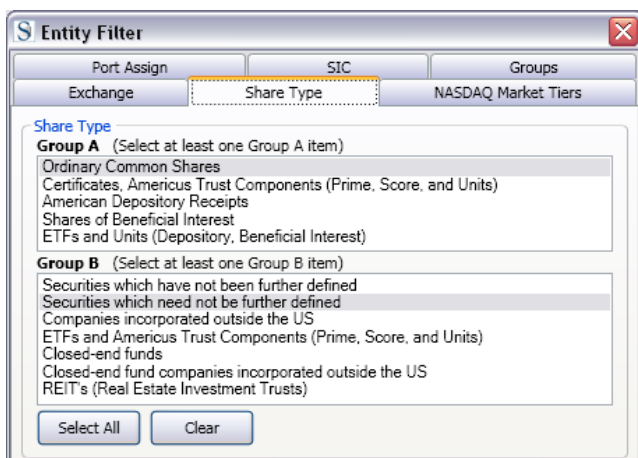 Entity Filter
Port Assign SIC Groups
Exchange Share Type NASDAQ Market Tiers
Share Type
Group A (Select at least one Group A item)
Ordinary Common Shares
Certificates, Americus Trust Components (Prime, Score, and Units)
American Depository Receipts
Shares of Beneficial Interest
ETFs and Units (Depository, Beneficial Interest)
Group B (Select at least one Group B item)
Securities which have not been further defined
Securities which need not be further defined
Companies incorporated outside the US
ETFs and Americus Trust Components (Prime, Score, and Units)
Closed-end funds
Closed-end fund companies incorporated outside the US
REIT's (Real Estate Investment Trusts)
Select All Clear